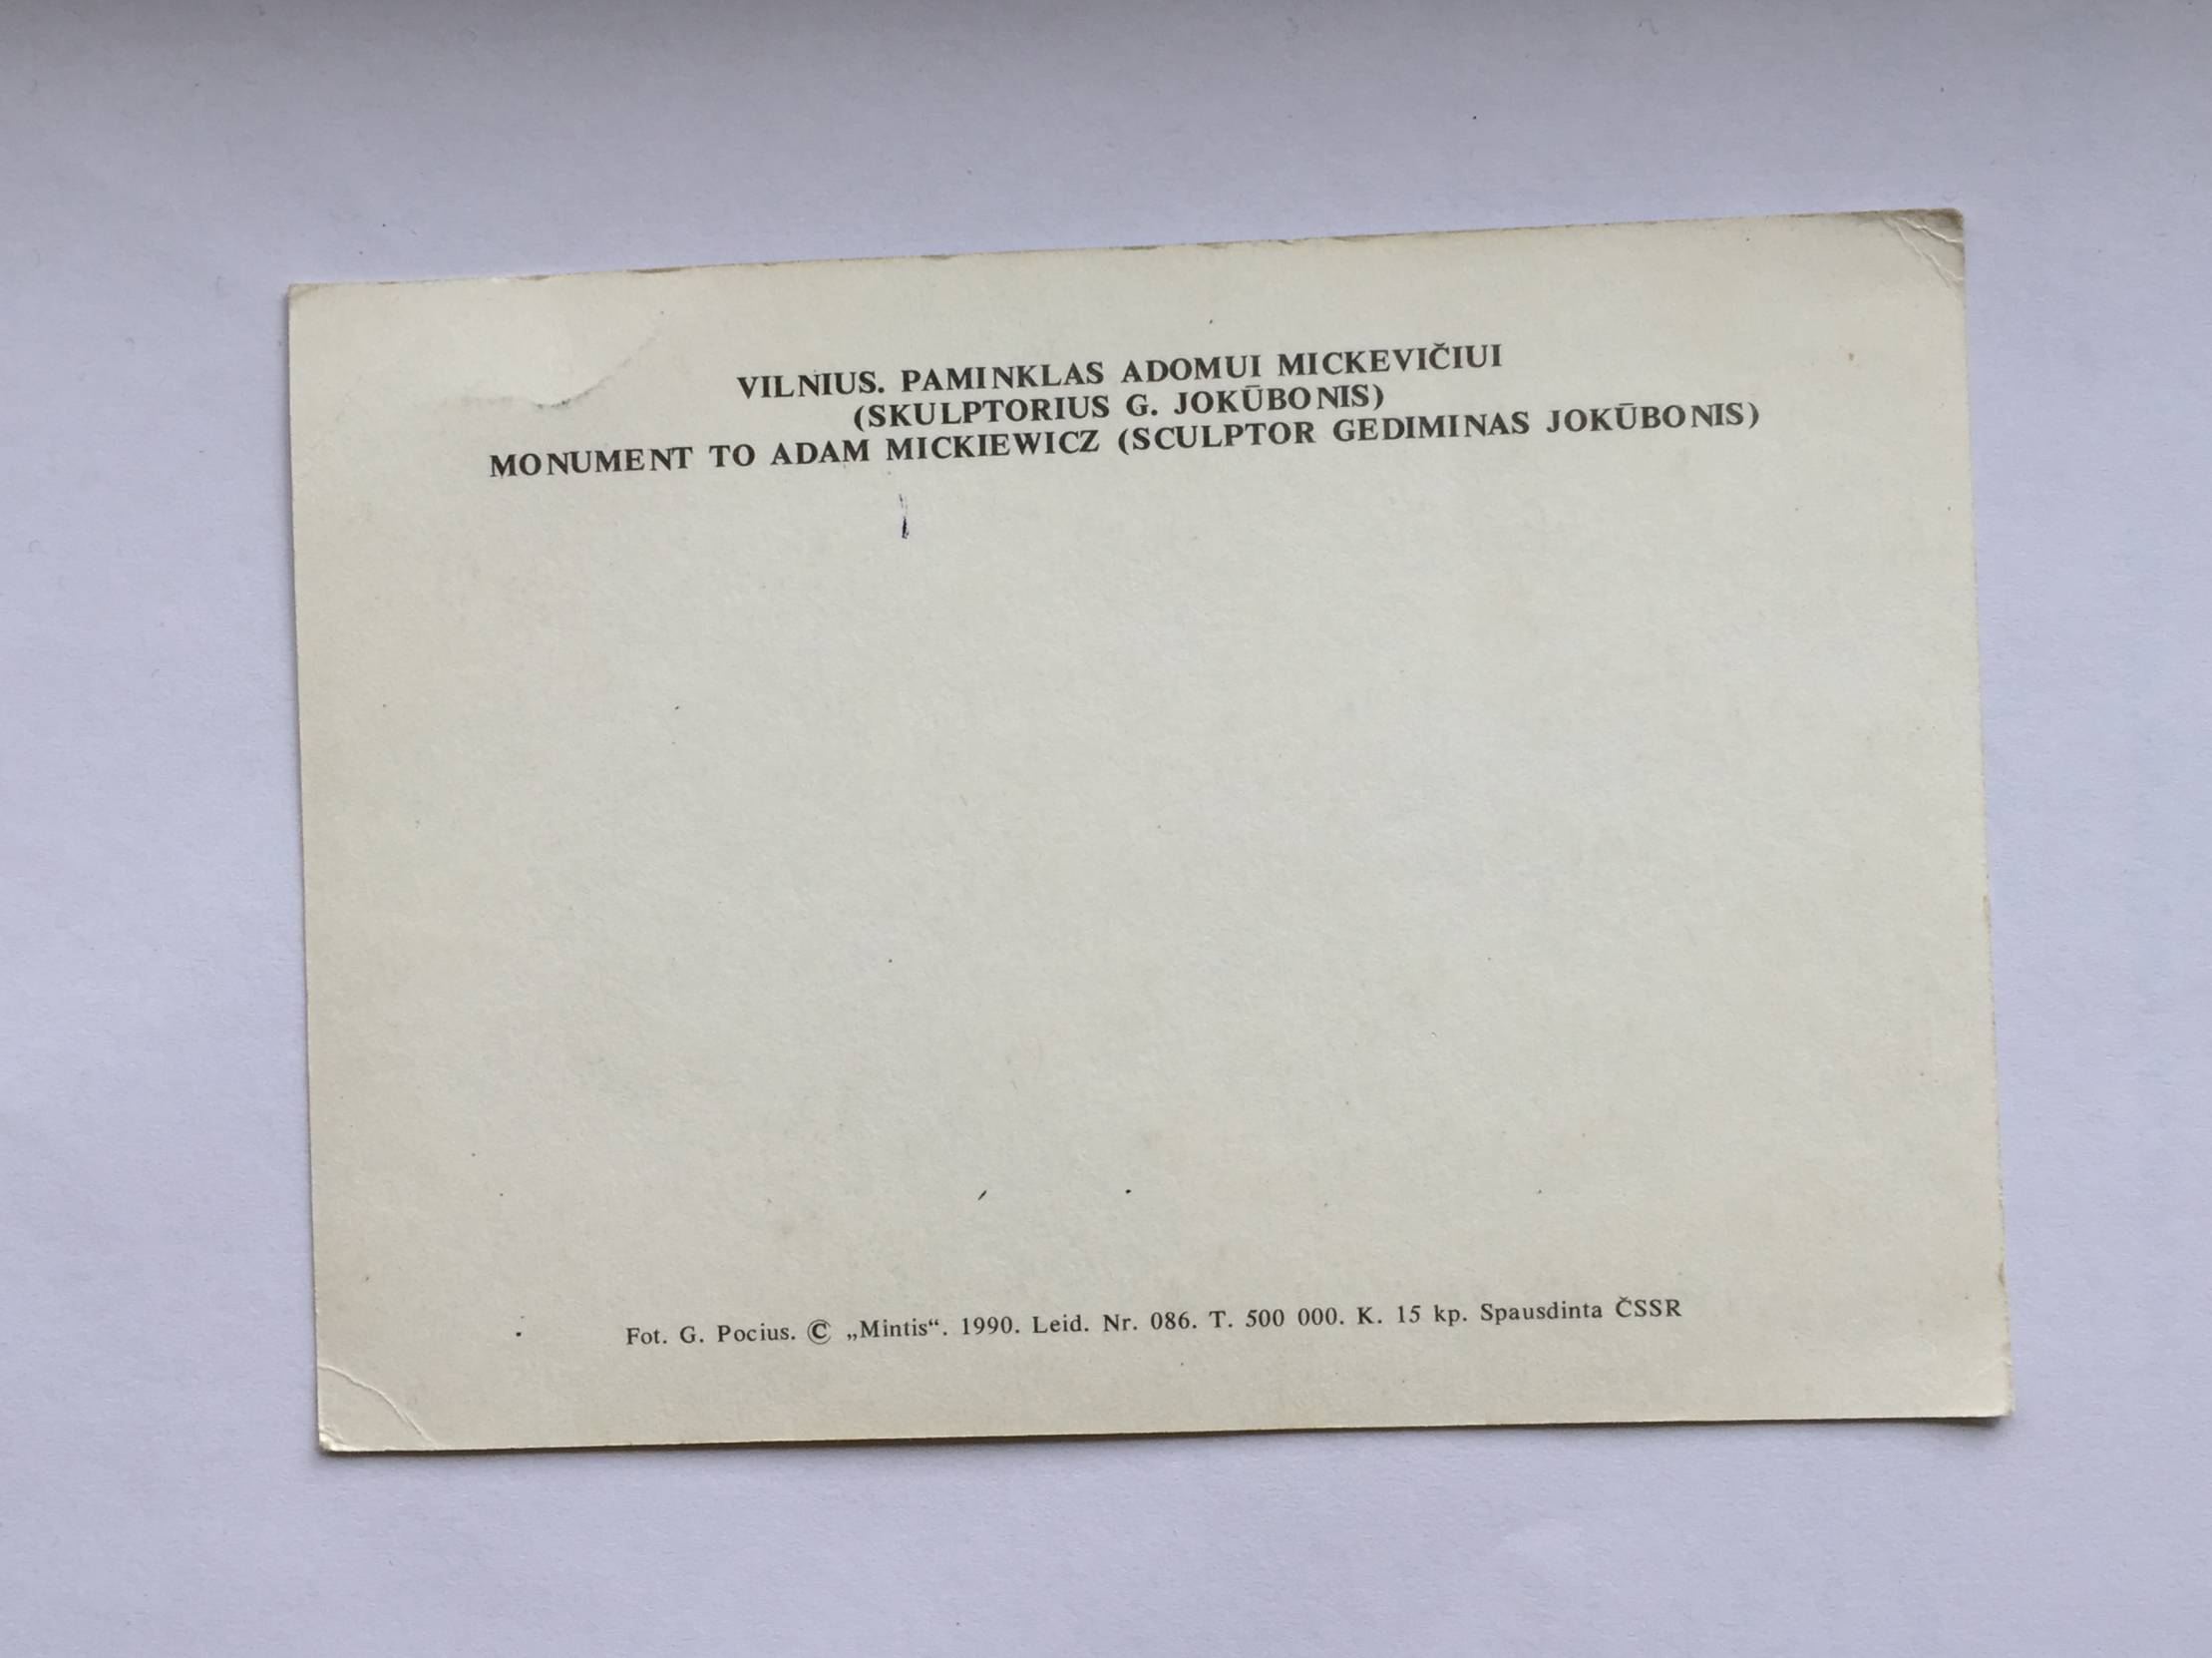 VILNIUS. PAMINKLAS ADOMUI MICKEVIČIUI
(SKULPTORIUS G. JOKŪBONIS)
MONUMENT TO ADAM MICKIEWICZ (SCULPTOR GEDIMINAS JOKŪBONIS)
Fot. G. Pocius. © „Mintis“. 1990. Leid. Nr. 086. T. 500 000. K. 15 kp. Spausdinta ČSSR